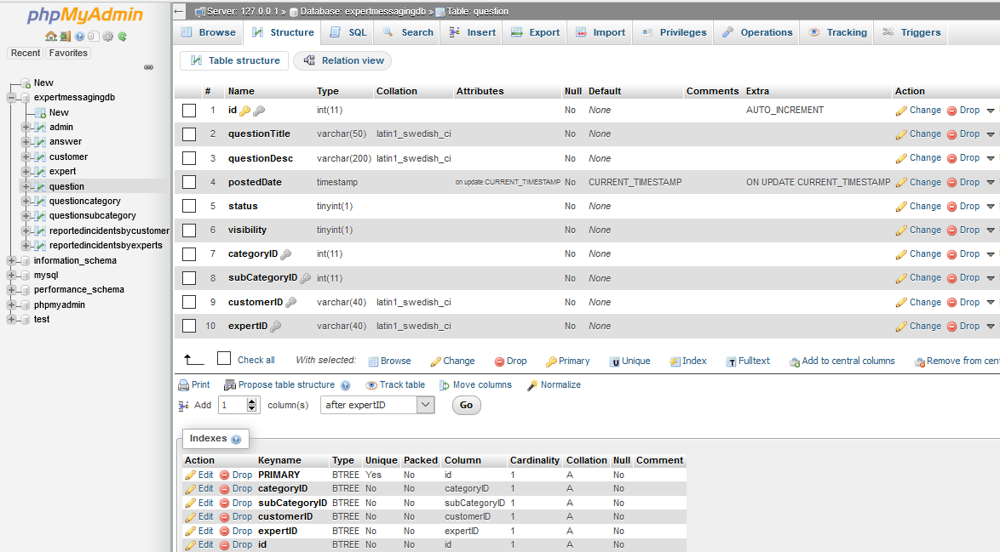 phpMyAdmin
Recent Favorites
New
expertmessagingdb
New
admin
answer
customer
expert
question
questioncategory
questionsubcategory
reportedincidentsbycustomer
reportedincidentsbyexperts
information_schema
mysql
performance_schema
phpmyadmin
test
Server: 127.0.0.1 » Database: expertmessagingdb » Table: question
Browse Structure SQL Search Insert Export Import Privileges Operations Tracking Triggers
Table structure Relation view
# Name Type Collation Attributes Null Default Comments Extra Action
1 id int(11) No None AUTO_INCREMENT Change Drop
2 questionTitle varchar(50) latin1_swedish_ci No None Change Drop
3 questionDesc varchar(200) latin1_swedish_ci No None Change Drop
4 postedDate timestamp on update CURRENT_TIMESTAMP No CURRENT_TIMESTAMP ON UPDATE CURRENT_TIMESTAMP Change Drop
5 status tinyint(1) No None Change Drop
6 visibility tinyint(1) No None Change Drop
7 categoryID int(11) No None Change Drop
8 subCategoryID int(11) No None Change Drop
9 customerID varchar(40) latin1_swedish_ci No None Change Drop
10 expertID varchar(40) latin1_swedish_ci No None Change Drop
Check all With selected: Browse Change Drop Primary Unique Index Fulltext Add to central columns Remove from cen
Print Propose table structure Track table Move columns Normalize
Add 1 column(s) after expertID Go
Indexes
Action Keyname Type Unique Packed Column Cardinality Collation Null Comment
Edit Drop PRIMARY BTREE Yes No id 1 A No
Edit Drop categoryID BTREE No No categoryID 1 A No
Edit Drop subCategoryID BTREE No No subCategoryID 1 A No
Edit Drop customerID BTREE No No customerID 1 A No
Edit Drop expertID BTREE No No expertID 1 A No
Edit Drop id BTREE No No id 1 A No